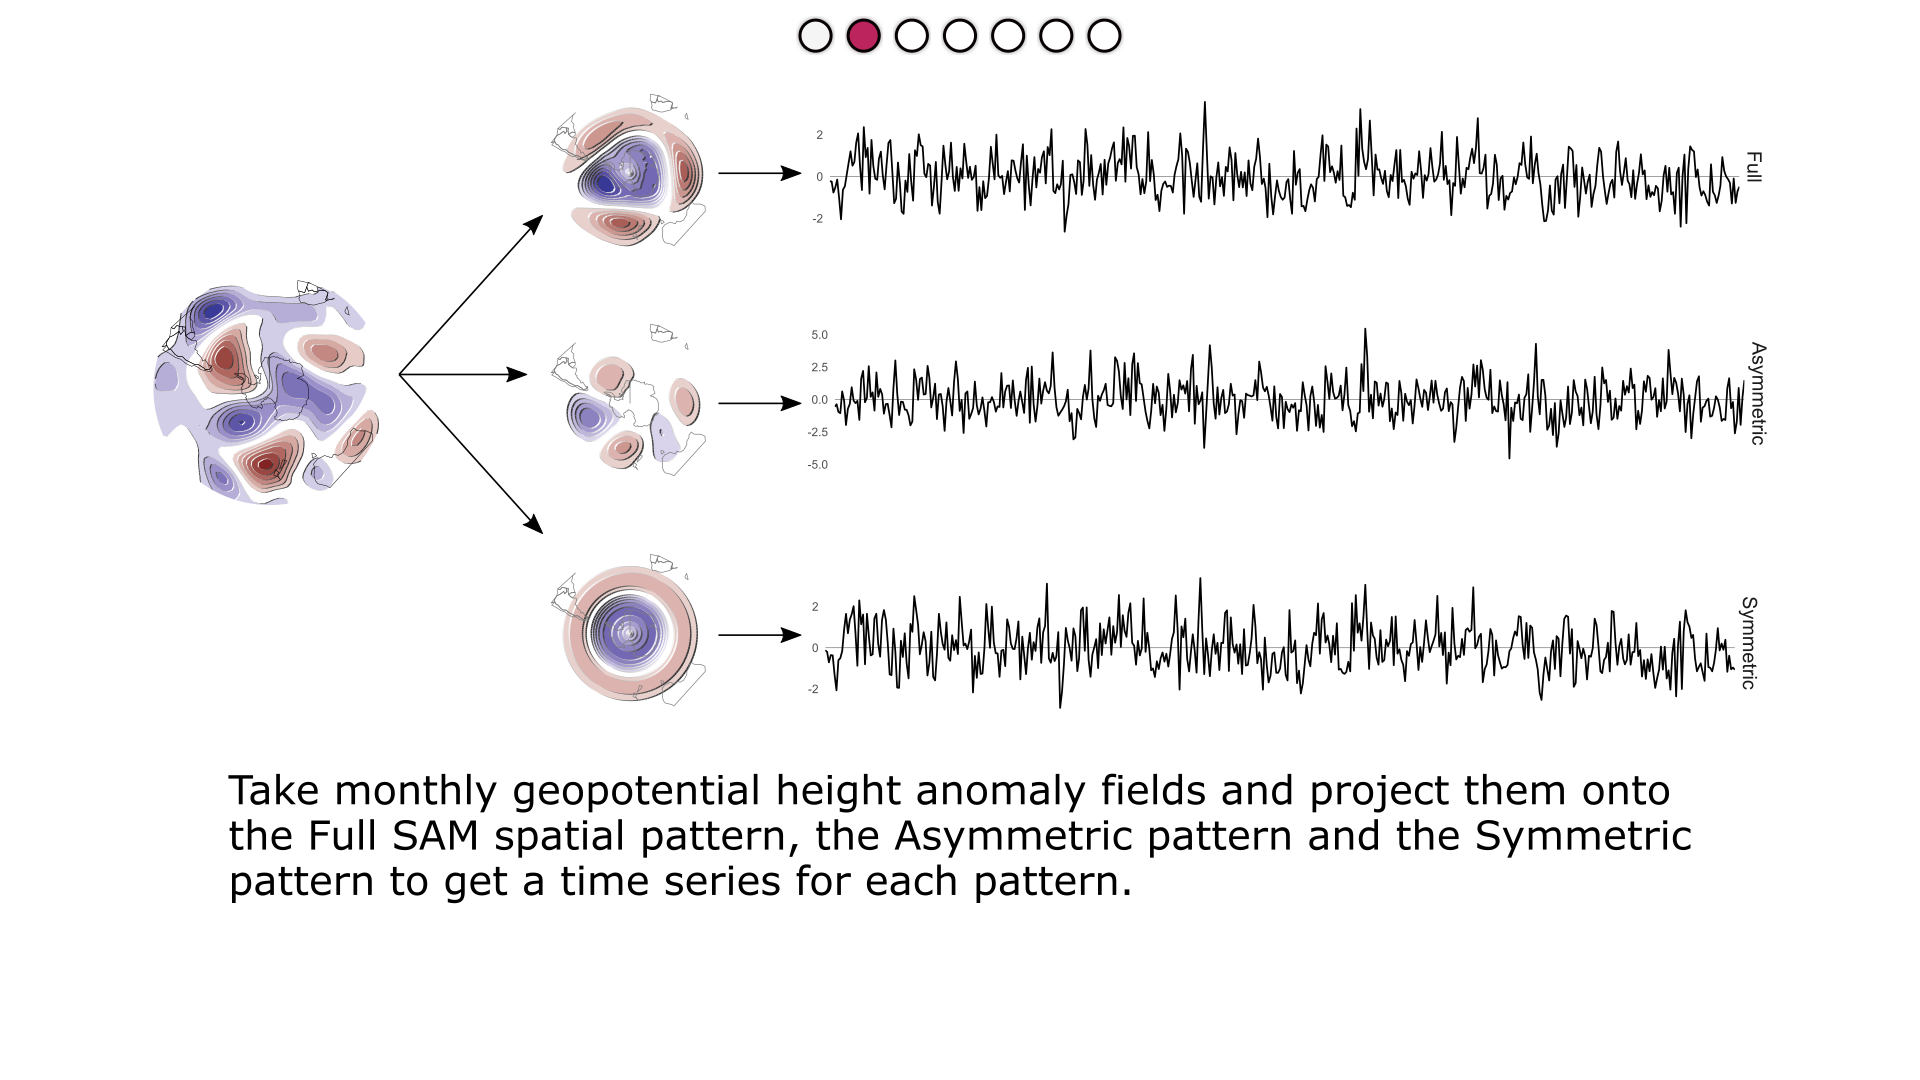 2
0
-2
Full
5.0
2.5
0.0
-2.5
-5.0
Asymmetric
2
0
-2
Symmetric
Take monthly geopotential height anomaly fields and project them onto
the Full SAM spatial pattern, the Asymmetric pattern and the Symmetric
pattern to get a time series for each pattern.